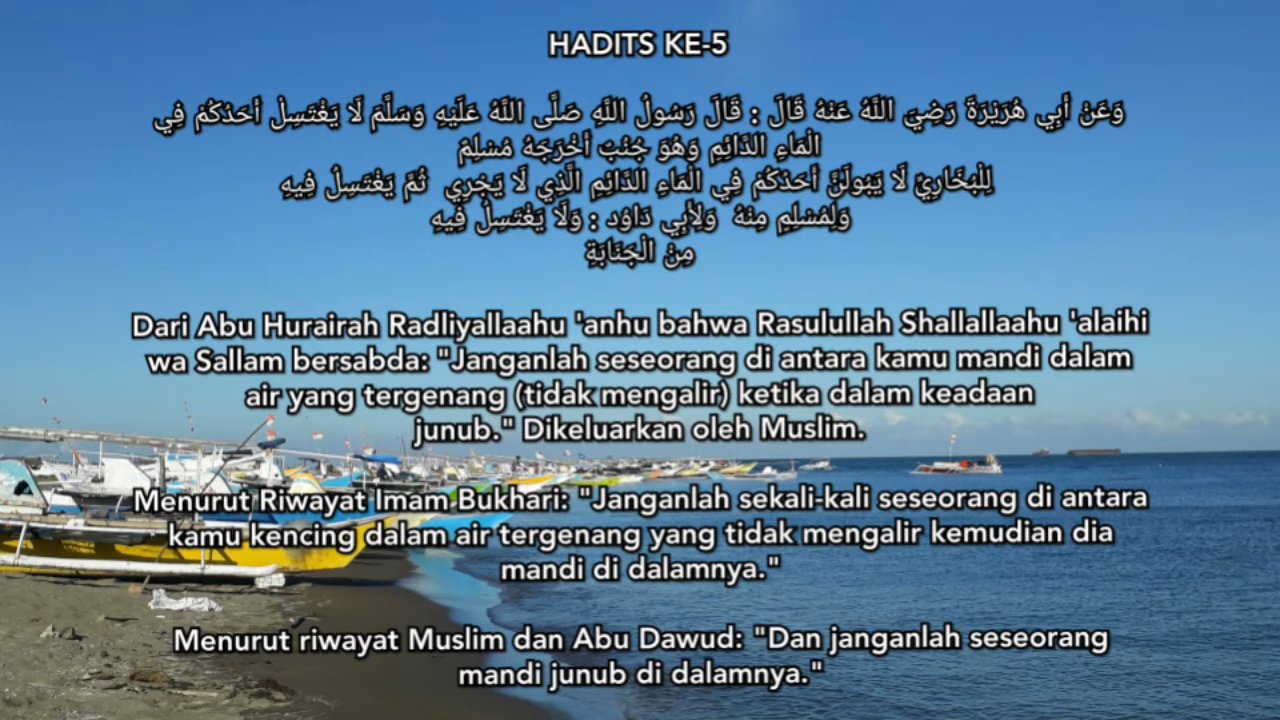 HADITS KE-5
وَعَنْ أَبِي هُرَيْرَةَ رَضِيَ اللَّهُ عَنْهُ قَالَ : قَالَ رَسُولُ اللَّهِ صَلَّى اللَّهُ عَلَيْهِ وَسَلَّمَ لَا يَغْتَسِلْ أَحَدُكُمْ فِي
الْمَاءِ الدَّائِمِ وَهُوَ جُنُبٌ أَخْرَجَهُ مُسْلِمٌ
لِلْبُخَارِيِّ لَا يَبُولَنَّ أَحَدُكُمْ فِي الْمَاءِ الدَّائِمِ الَّذِي لَا يَجْرِي ثُمَّ يَغْتَسِلُ فِيهِ
وَلِمُسْلِمٍ مِنْهُ وَلِأَبِي دَاوُد : وَلَا يَغْتَسِلُ فِيهِ
مِنْ الْجَنَابَةِ
Dari Abu Hurairah Radliyallaahu 'anhu bahwa Rasulullah Shallallaahu 'alaihi
wa Sallam bersabda: "Janganlah seseorang di antara kamu mandi dalam
air yang tergenang (tidak mengalir) ketika dalam keadaan
junub." Dikeluarkan oleh Muslim.
Menurut Riwayat Imam Bukhari: "Janganlah sekali-kali seseorang di antara
kamu kencing dalam air tergenang yang tidak mengalir kemudian dia
mandi di dalamnya."
Menurut riwayat Muslim dan Abu Dawud: "Dan janganlah seseorang
mandi junub di dalamnya."